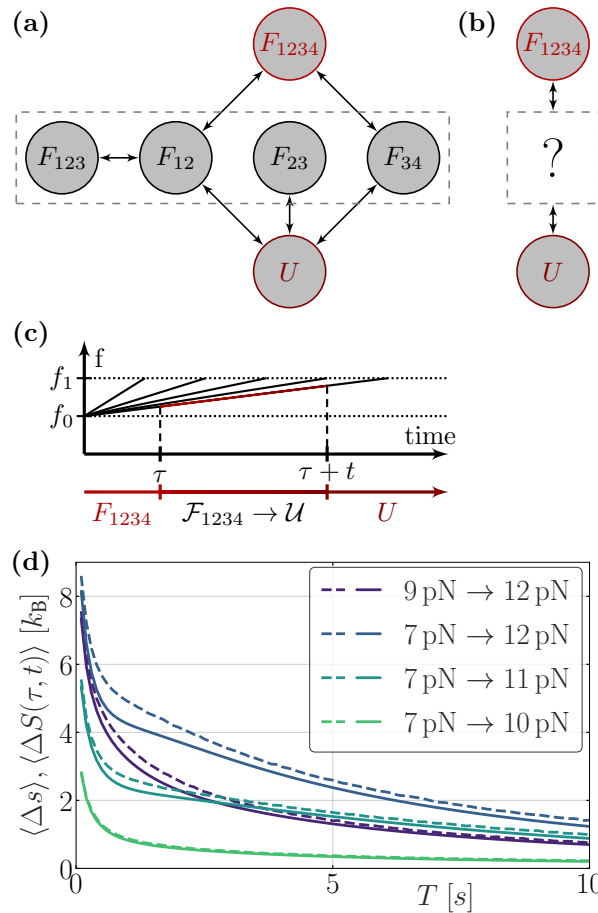 (a)
(b)
F1234
F1234
F123
F12
F23
F34
?
U
U
(c)
f
f1
f0
time
τ
τ + t
F1234
ℱ1234 → 𝒰
U
(d)
⟨Δs⟩, ⟨ΔS(τ, t)⟩ [kB]
8
6
4
2
0
9 pN → 12 pN
7 pN → 12 pN
7 pN → 11 pN
7 pN → 10 pN
0
5
10
T [s]